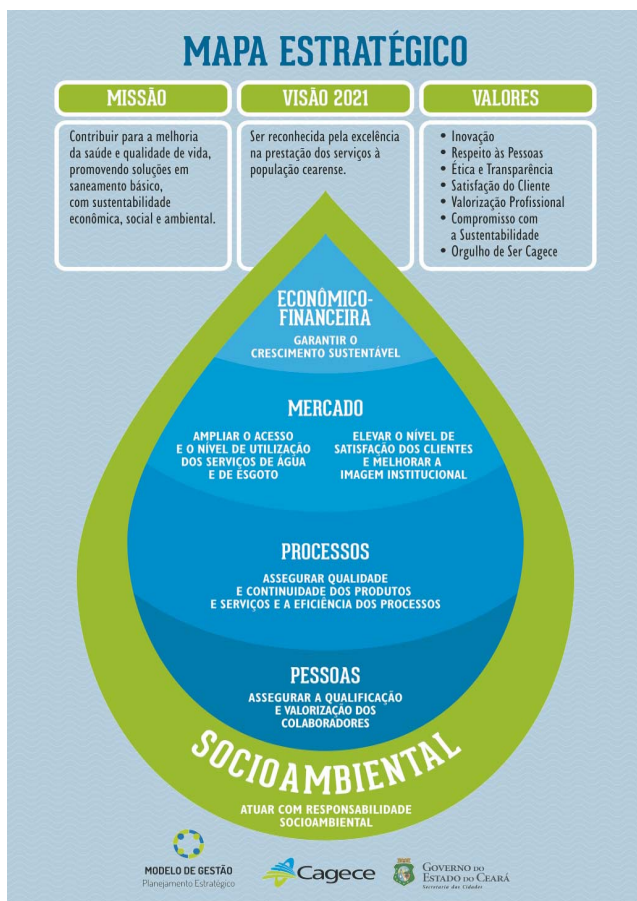 MAPA ESTRATÉGICO
MISSÃO
Contribuir para a melhoria
da saúde e qualidade de vida,
promovendo soluções em
saneamento básico,
com sustentabilidade
econômica, social e ambiental.
VISÃO 2021
Ser reconhecida pela excelência
na prestação dos serviços à
população cearense.
VALORES
• Inovação
• Respeito às Pessoas
• Ética e Transparência
• Satisfação do Cliente
• Valorização Profissional
• Compromisso com
a Sustentabilidade
• Orgulho de Ser Cagece
ECONÔMICO-
FINANCEIRA
GARANTIR O
CRESCIMENTO SUSTENTÁVEL
MERCADO
AMPLIAR O ACESSO
E O NÍVEL DE UTILIZAÇÃO
DOS SERVIÇOS DE ÁGUA
E DE ESGOTO
ELEVAR O NÍVEL DE
SATISFAÇÃO DOS CLIENTES
E MELHORAR A
IMAGEM INSTITUCIONAL
PROCESSOS
ASSEGURAR QUALIDADE
E CONTINUIDADE DOS PRODUTOS
E SERVIÇOS E A EFICIÊNCIA DOS PROCESSOS
PESSOAS
ASSEGURAR A QUALIFICAÇÃO
E VALORIZAÇÃO DOS
COLABORADORES
SOCIOAMBIENTAL
ATUAR COM RESPONSABILIDADE
SOCIOAMBIENTAL
MODELO DE GESTÃO
Planejamento Estratégico
Cagece
GOVERNO DO
ESTADO DO CEARÁ
Secretaria das Cidades